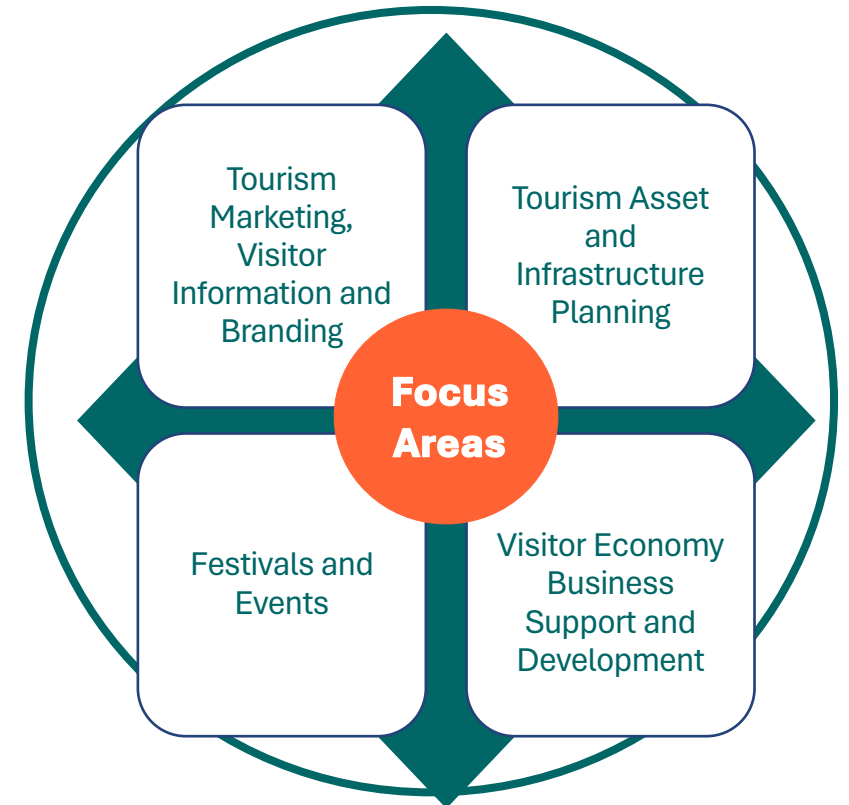 Tourism
Marketing,
Visitor
Information and
Branding
Tourism Asset
and
Infrastructure
Planning
Focus
Areas
Festivals and
Events
Visitor Economy
Business
Support and
Development